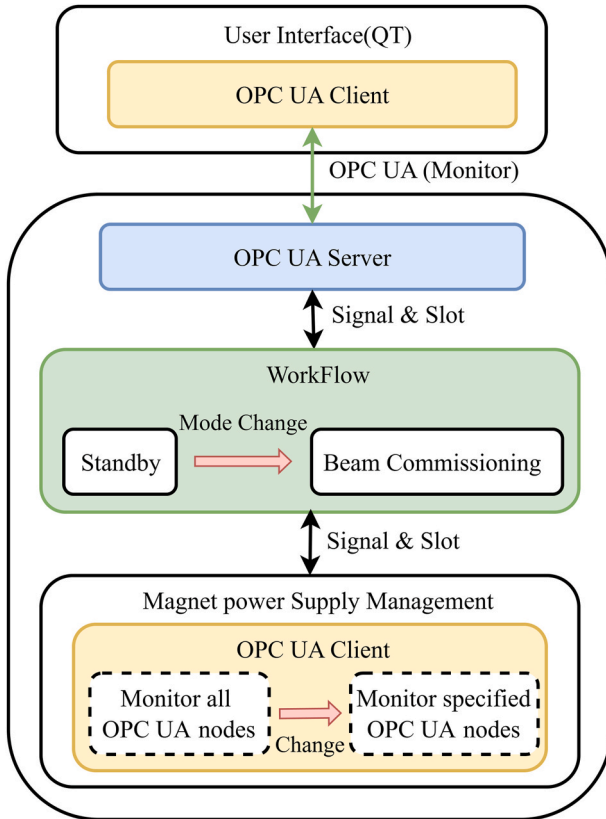 User Interface(QT)
OPC UA Client
OPC UA (Monitor)
OPC UA Server
Signal & Slot
WorkFlow
Mode Change
Standby
Beam Commissioning
Signal & Slot
Magnet power Supply Management
OPC UA Client
Monitor all
OPC UA nodes
Change
Monitor specified
OPC UA nodes